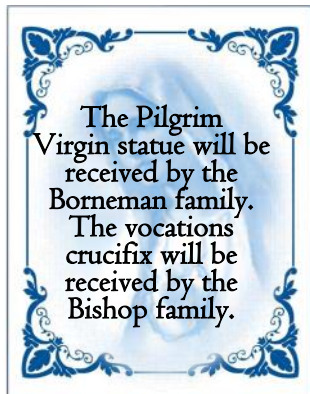 The Pilgrim
Virgin statue will be
received by the
Borneman family.
The vocations
crucifix will be
received by the
Bishop family.